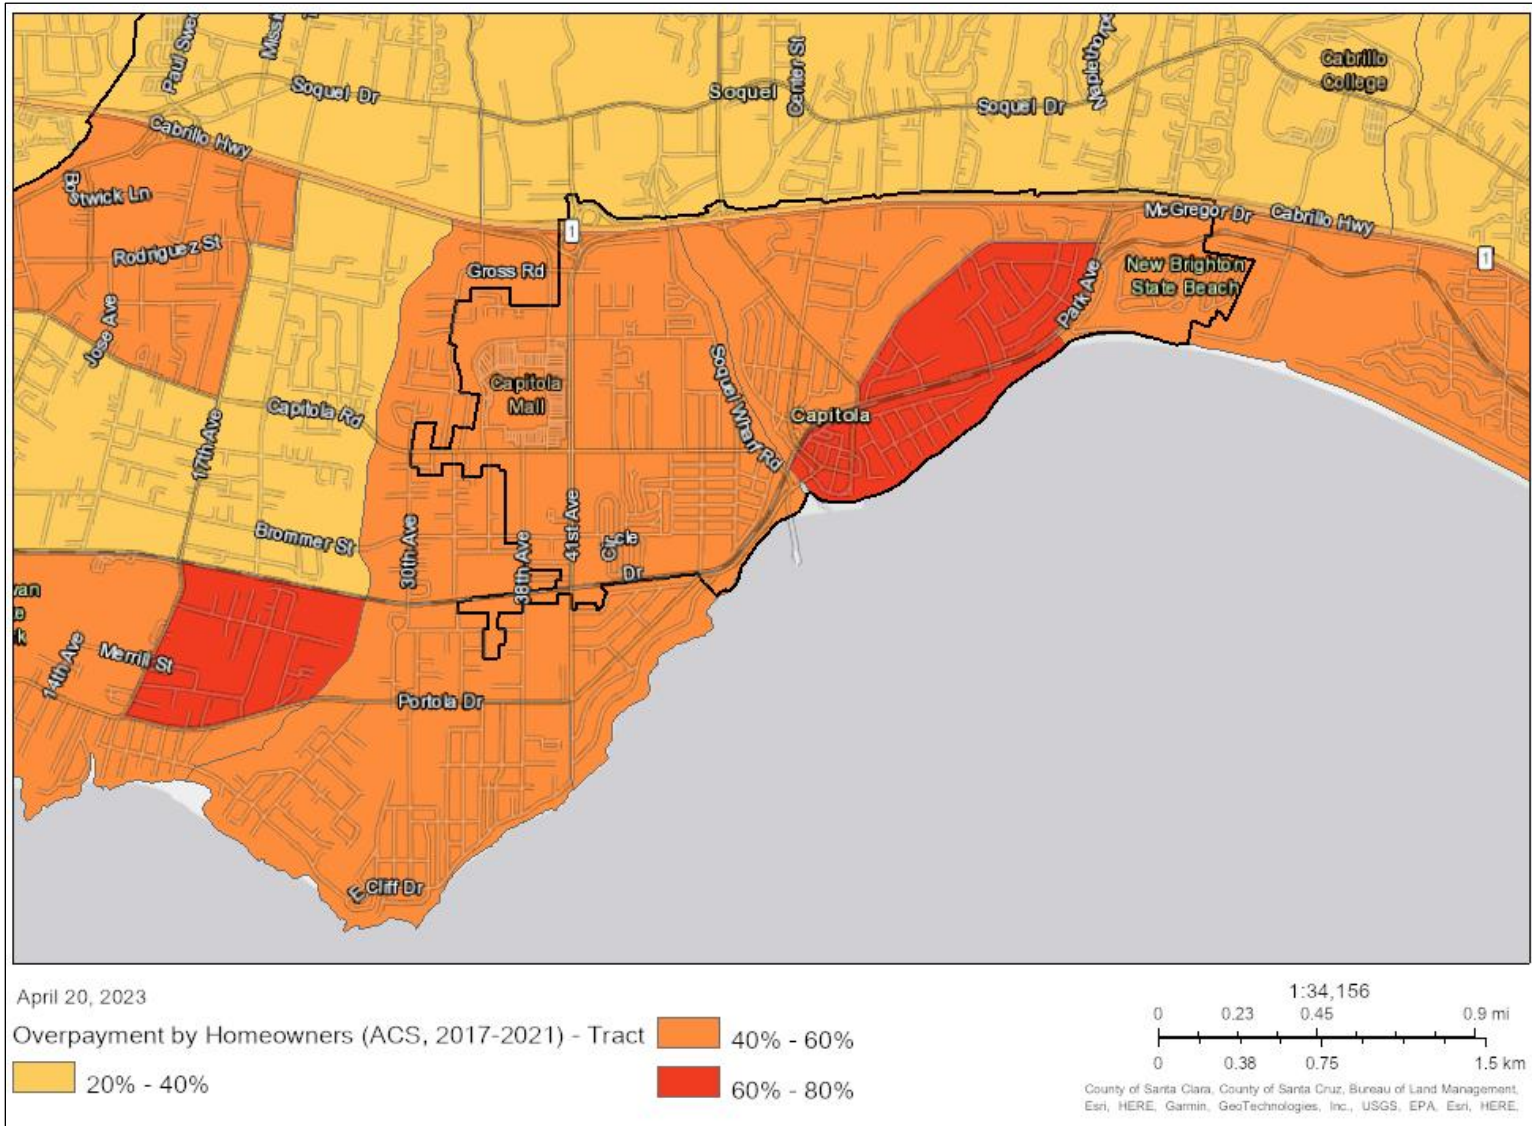 Soquel Dr
Soquel
Center St
Soquel Dr
Cabrillo
College
Cabrillo Hwy
Bostwick Ln
Rodriguez St
Jose Ave
McGregor Dr
Cabrillo Hwy
1
1
Gross Rd
New Brighton
State Beach
Park Ave
Capitola
Mall
Soquel Wharf Rd
Capitola
Capitola Rd
17th Ave
Brommer St
30th Ave
38th Ave
41st Ave
Circle
Dr
14th Ave
Merrill St
Portola Dr
E Cliff Dr
April 20, 2023
Overpayment by Homeowners (ACS, 2017-2021) - Tract
20% - 40%
40% - 60%
60% - 80%
1:34,156
0 0.23 0.45 0.9 mi
0 0.38 0.75 1.5 km
County of Santa Clara, County of Santa Cruz, Bureau of Land Management,
Esri, HERE, Garmin, GeoTechnologies, Inc., USGS, EPA, Esri, HERE,